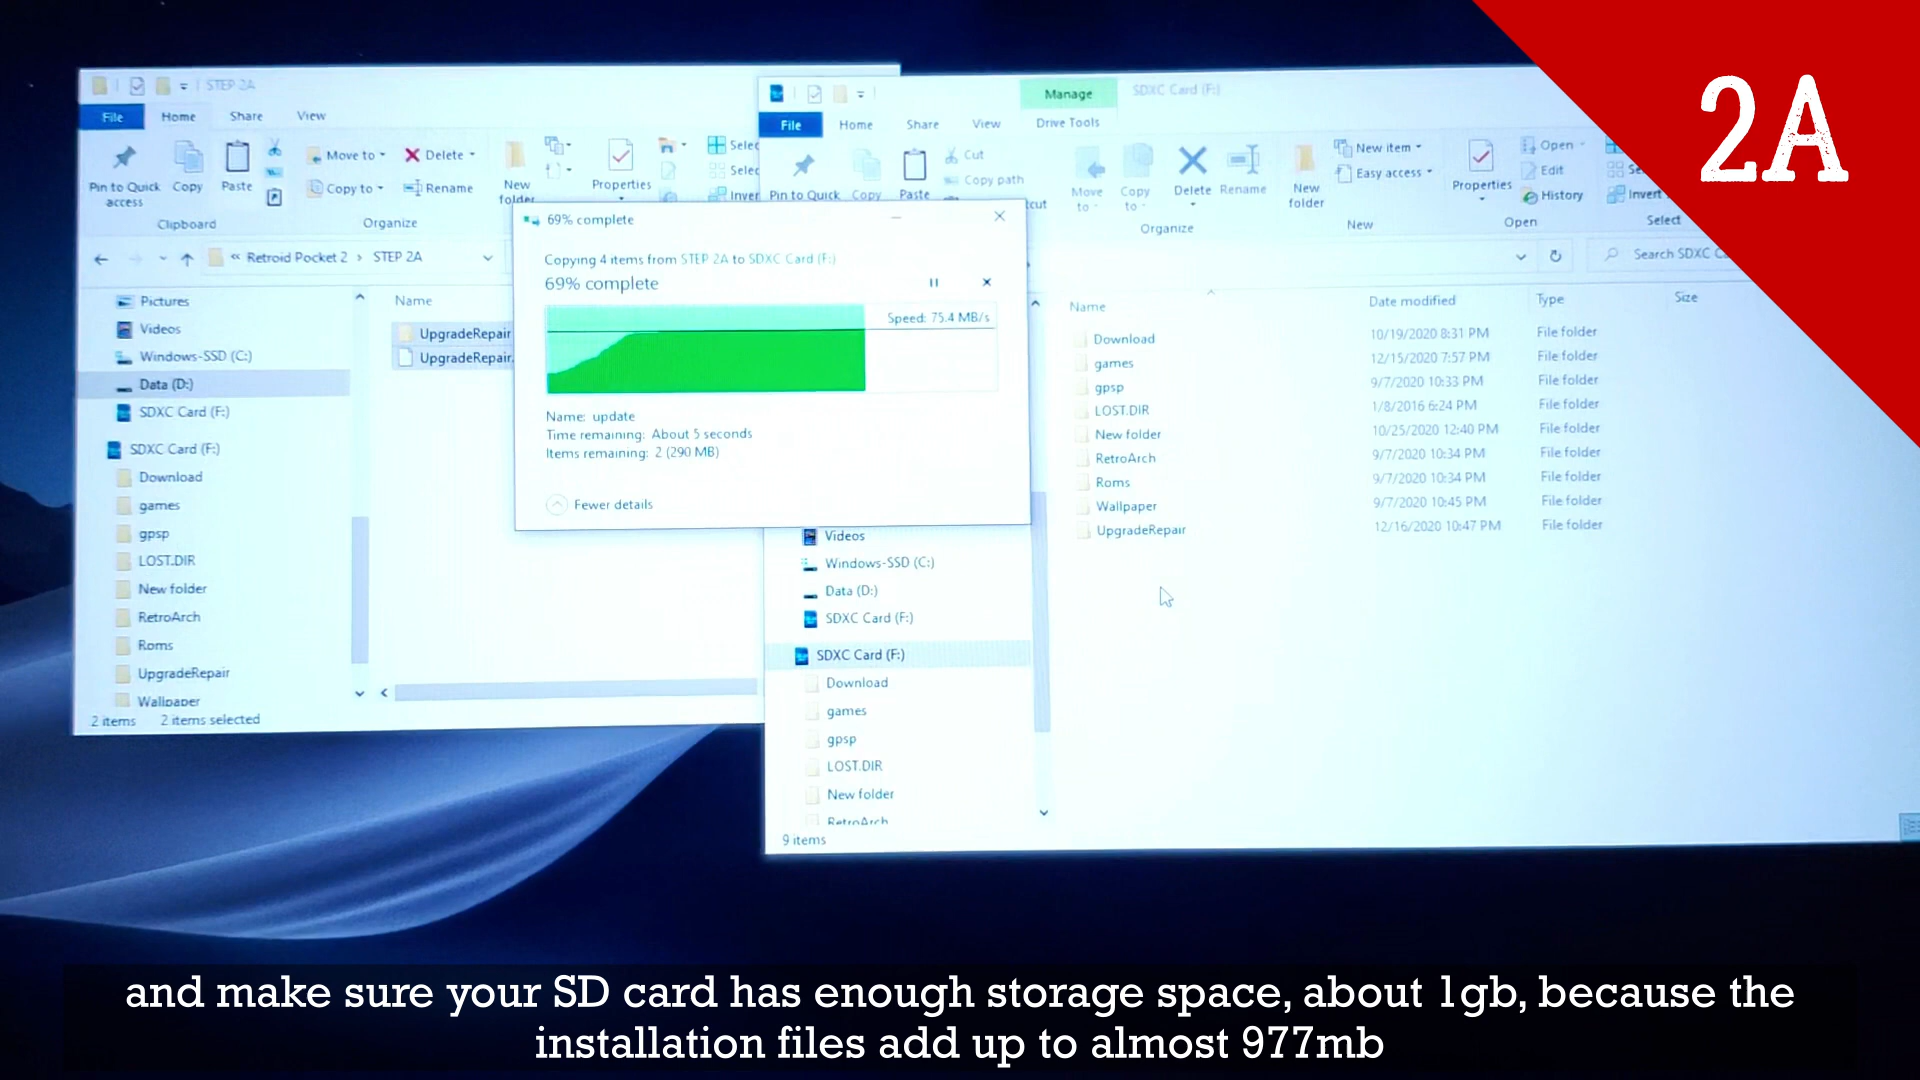 2A
STEP 2A
File Home Share View
Pin to Quick access
Copy
Paste
Clipboard
Move to
Copy to
Delete
Rename
Organize
New folder
Properties
Selec
Selec
Inver
Retroid Pocket 2 > STEP 2A
Pictures
Videos
Windows-SSD (C:)
Data (D:)
SDXC Card (F:)
SDXC Card (F:)
Download
games
gpsp
LOST.DIR
New folder
RetroArch
Roms
UpgradeRepair
Wallpaper
Name
UpgradeRepair
UpgradeRepair.
2 items 2 items selected
69% complete
Copying 4 items from STEP 2A to SDXC Card (F:)
69% complete
Speed: 75.4 MB/s
Name: update
Time remaining: About 5 seconds
Items remaining: 2 (290 MB)
Fewer details
Manage
SDXC Card (F:)
File Home Share View Drive Tools
Pin to Quick
Copy
Paste
Cut
Copy path
cut
Move to
Copy to
Delete
Rename
Organize
New folder
New item
Easy access
New
Properties
Open
Edit
History
Open
Invert
Select
Search SDXC C
Name Date modified Type Size
Download 10/19/2020 8:31 PM File folder
games 12/15/2020 7:57 PM File folder
gpsp 9/7/2020 10:33 PM File folder
LOST.DIR 1/8/2016 6:24 PM File folder
New folder 10/25/2020 12:40 PM File folder
RetroArch 9/7/2020 10:34 PM File folder
Roms 9/7/2020 10:34 PM File folder
Wallpaper 9/7/2020 10:45 PM File folder
UpgradeRepair 12/16/2020 10:47 PM File folder
Videos
Windows-SSD (C:)
Data (D:)
SDXC Card (F:)
SDXC Card (F:)
Download
games
gpsp
LOST.DIR
New folder
RetroArch
9 items
and make sure your SD card has enough storage space, about 1gb, because the
installation files add up to almost 977mb